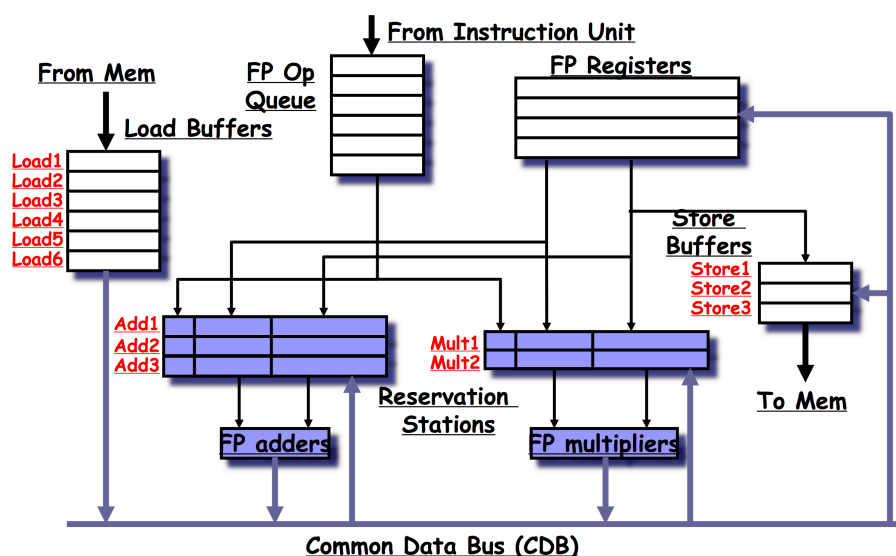 From Instruction Unit
From Mem
FP Op
Queue
FP Registers
Load Buffers
Load1
Load2
Load3
Load4
Load5
Load6
Store
Buffers
Store1
Store2
Store3
Add1
Add2
Add3
Mult1
Mult2
Reservation
Stations
To Mem
FP adders
FP multipliers
Common Data Bus (CDB)